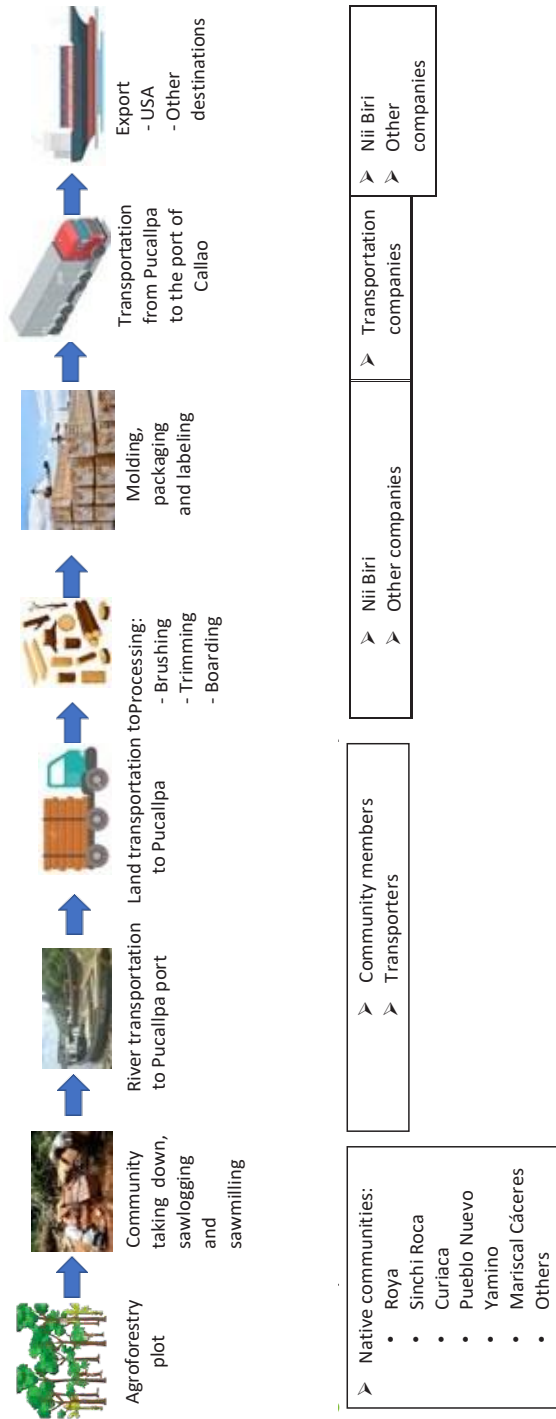 Agroforestry
plot
Community
taking down,
sawlogging
and
sawmilling
River transportation
to Pucallpa port
Land transportation to
to Pucallpa
Processing:
- Brushing
- Trimming
- Boarding
Molding,
packaging
and labeling
Transportation
from Pucallpa
to the port of
Callao
Export
- USA
- Other
destinations
➢ Native communities:
• Roya
• Sinchi Roca
• Curiaca
• Pueblo Nuevo
• Yamino
• Mariscal Cáceres
• Others
➢ Community members
➢ Transporters
➢ Nii Biri
➢ Other companies
➢ Transportation
companies
➢ Nii Biri
➢ Other
companies